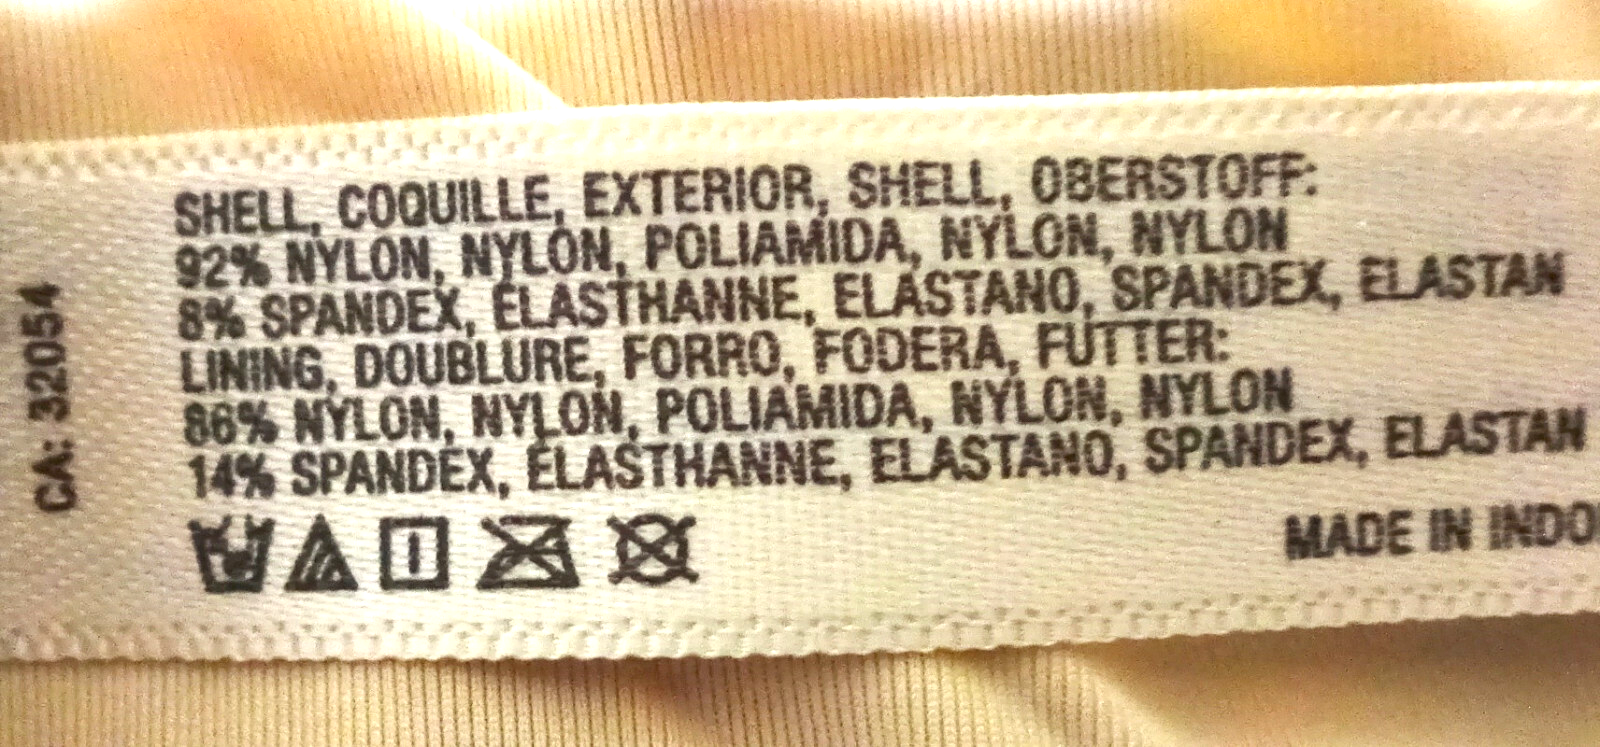 CA: 32054
SHELL, COQUILLE, EXTERIOR, SHELL, OBERSTOFF:
92% NYLON, NYLON, POLIAMIDA, NYLON, NYLON
8% SPANDEX, ÉLASTHANNE, ELASTANO, SPANDEX, ELASTAN
LINING, DOUBLURE, FORRO, FODERA, FUTTER:
86% NYLON, NYLON, POLIAMIDA, NYLON, NYLON
14% SPANDEX, ÉLASTHANNE, ELASTANO, SPANDEX, ELASTAN
MADE IN INDO